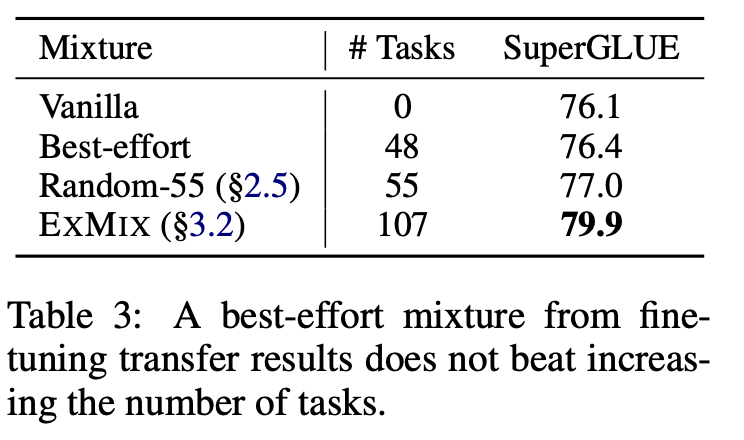 Mixture # Tasks SuperGLUE
Vanilla 0 76.1
Best-effort 48 76.4
Random-55 (§2.5) 55 77.0
EXMIX (§3.2) 107 79.9
Table 3: A best-effort mixture from fine-
tuning transfer results does not beat increas-
ing the number of tasks.